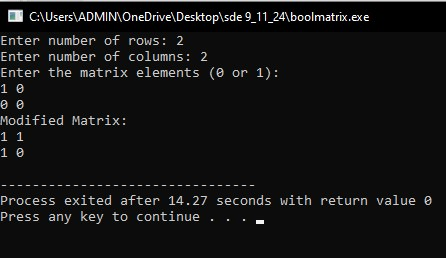 C:\Users\ADMIN\OneDrive\Desktop\sde 9_11_24\boolmatrix.exe
Enter number of rows: 2
Enter number of columns: 2
Enter the matrix elements (0 or 1):
1 0
0 0
Modified Matrix:
1 1
1 0
--------------------------------
Process exited after 14.27 seconds with return value 0
Press any key to continue . . .